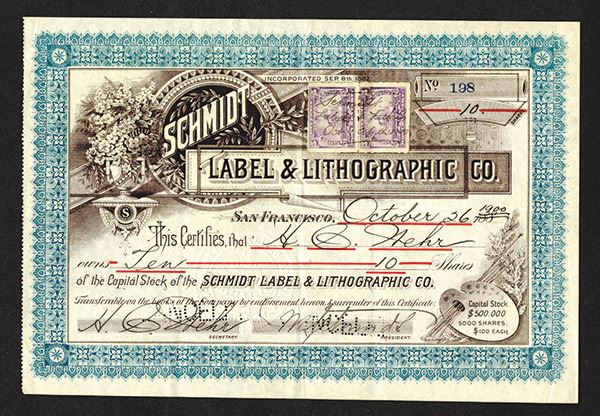 INCORPORATED SEP. 8th 1882
No 198
10
SHARES
SCHMIDT
LABEL & LITHOGRAPHIC CO.
SAN FRANCISCO, October 26 1900
This Certifies, that H. C. Wehr
owns Ten 10 Shares
of the Capital Stock of the SCHMIDT LABEL & LITHOGRAPHIC CO.
Transferable on the books of the Company by endorsement hereon & surrender of this Certificate.
H C Wehr
SECRETARY.
PRESIDENT.
S
Capital Stock
$500.000
5000 SHARES.
$100 EACH